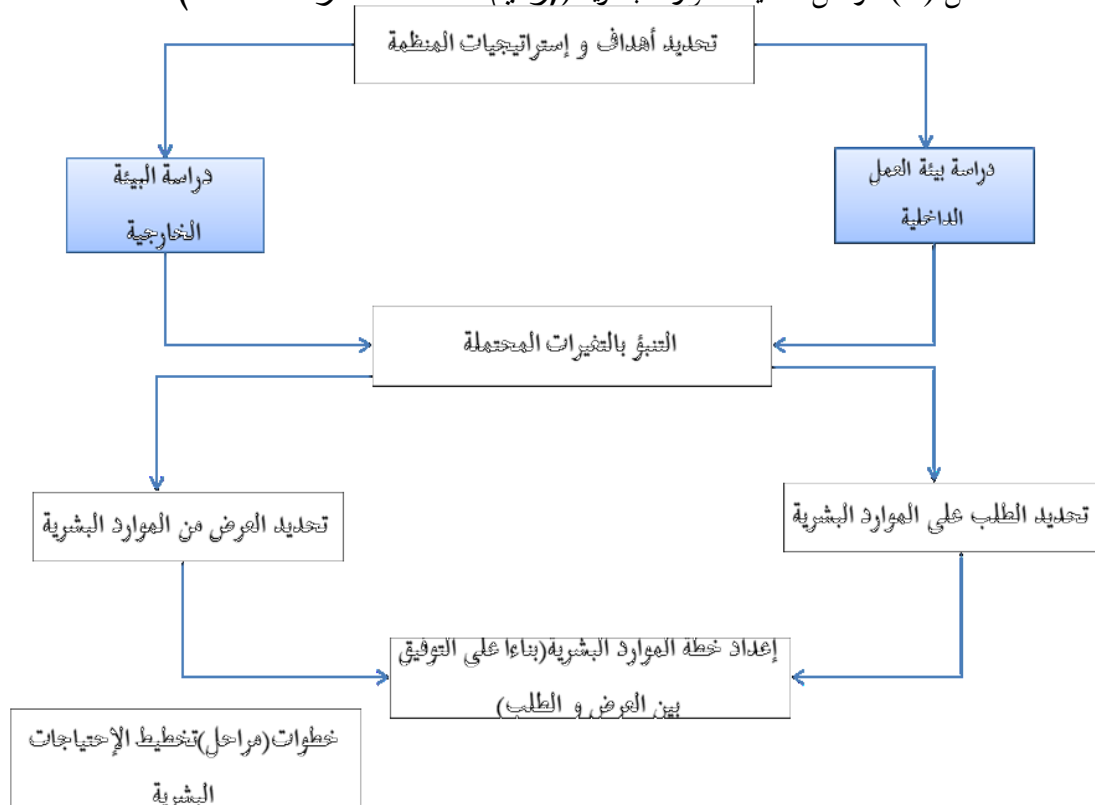 تحديد أهداف و إستراتيجيات المنظمة
دراسة بيئة العمل
الداخلية
دراسة البيئة
الخارجية
التنبؤ بالتغيرات المحتملة
تحديد الطلب على الموارد البشرية
تحديد العرض من الموارد البشرية
إعداد خطة الموارد البشرية(بناءا على التوفيق
بين العرض و الطلب)
خطوات(مراحل)تخطيط الإحتياجات
البشرية